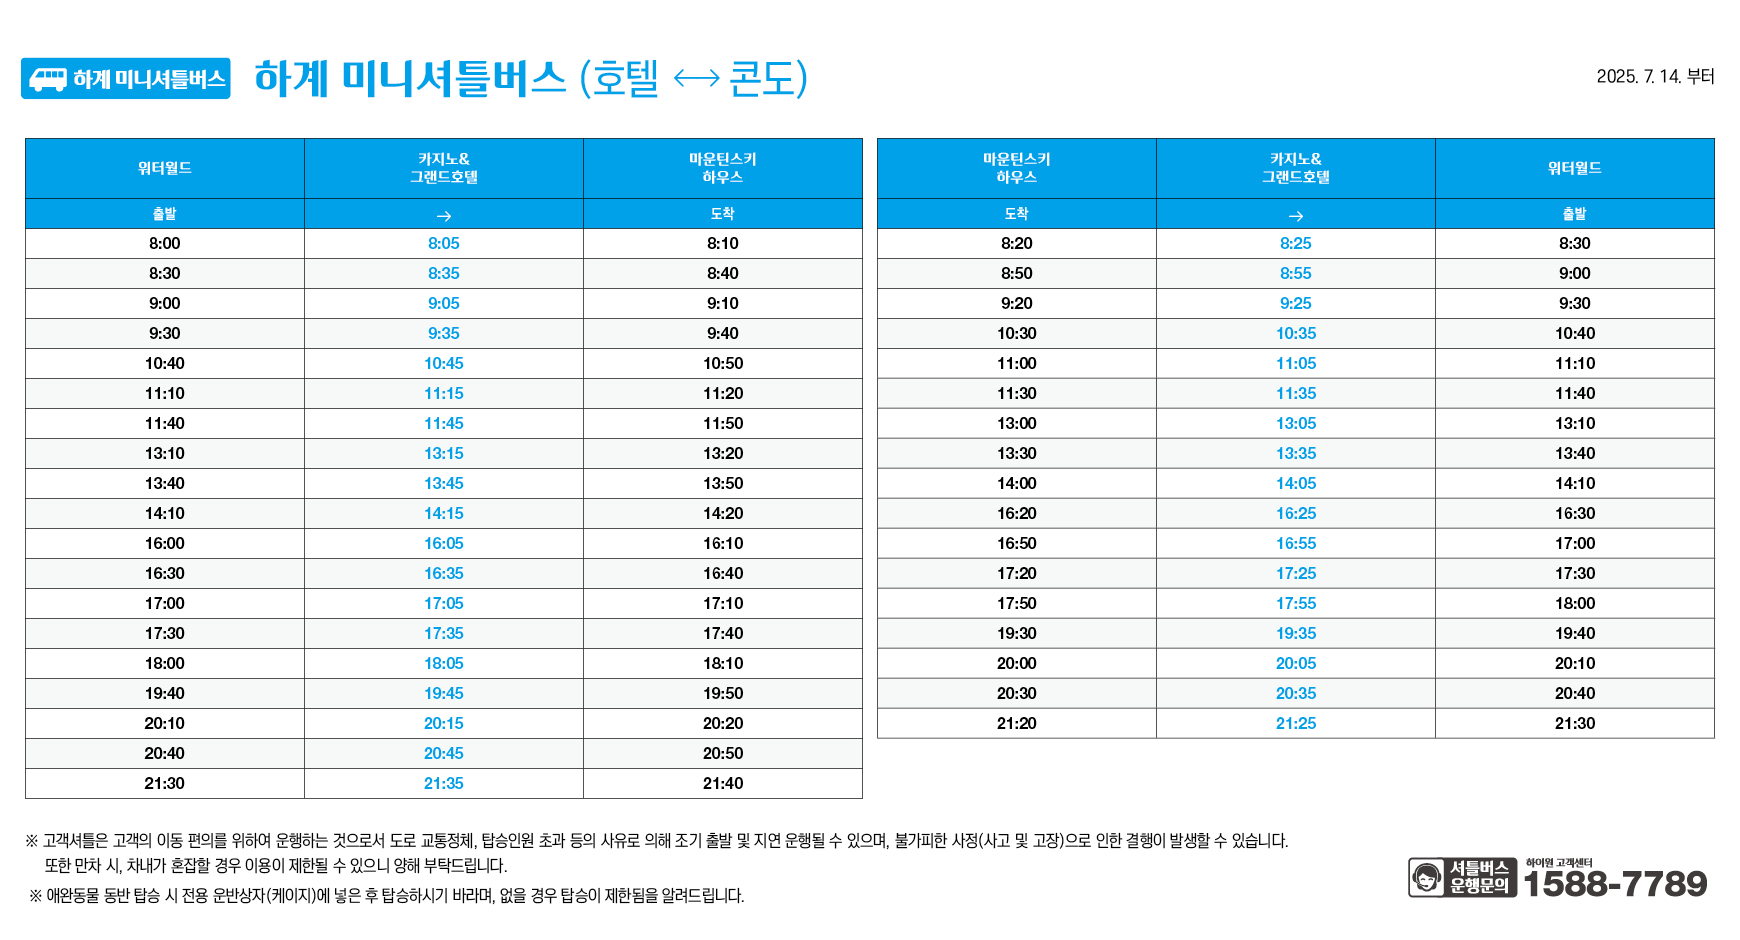 하계 미니셔틀버스
하계 미니셔틀버스 (호텔 ↔ 콘도)
2025. 7. 14. 부터
워터월드 카지노& 그랜드호텔 마운틴스키 하우스
출발 → 도착
8:00 8:05 8:10
8:30 8:35 8:40
9:00 9:05 9:10
9:30 9:35 9:40
10:40 10:45 10:50
11:10 11:15 11:20
11:40 11:45 11:50
13:10 13:15 13:20
13:40 13:45 13:50
14:10 14:15 14:20
16:00 16:05 16:10
16:30 16:35 16:40
17:00 17:05 17:10
17:30 17:35 17:40
18:00 18:05 18:10
19:40 19:45 19:50
20:10 20:15 20:20
20:40 20:45 20:50
21:30 21:35 21:40
마운틴스키 하우스 카지노& 그랜드호텔 워터월드
도착 → 출발
8:20 8:25 8:30
8:50 8:55 9:00
9:20 9:25 9:30
10:30 10:35 10:40
11:00 11:05 11:10
11:30 11:35 11:40
13:00 13:05 13:10
13:30 13:35 13:40
14:00 14:05 14:10
16:20 16:25 16:30
16:50 16:55 17:00
17:20 17:25 17:30
17:50 17:55 18:00
19:30 19:35 19:40
20:00 20:05 20:10
20:30 20:35 20:40
21:20 21:25 21:30
※ 고객셔틀은 고객의 이동 편의를 위하여 운행하는 것으로서 도로 교통정체, 탑승인원 초과 등의 사유로 의해 조기 출발 및 지연 운행될 수 있으며, 불가피한 사정(사고 및 고장)으로 인한 결행이 발생할 수 있습니다.
또한 만차 시, 차내가 혼잡할 경우 이용이 제한될 수 있으니 양해 부탁드립니다.
※ 애완동물 동반 탑승 시 전용 운반상자(케이지)에 넣은 후 탑승하시기 바라며, 없을 경우 탑승이 제한됨을 알려드립니다.
셔틀버스
운행문의
하이원 고객센터
1588-7789